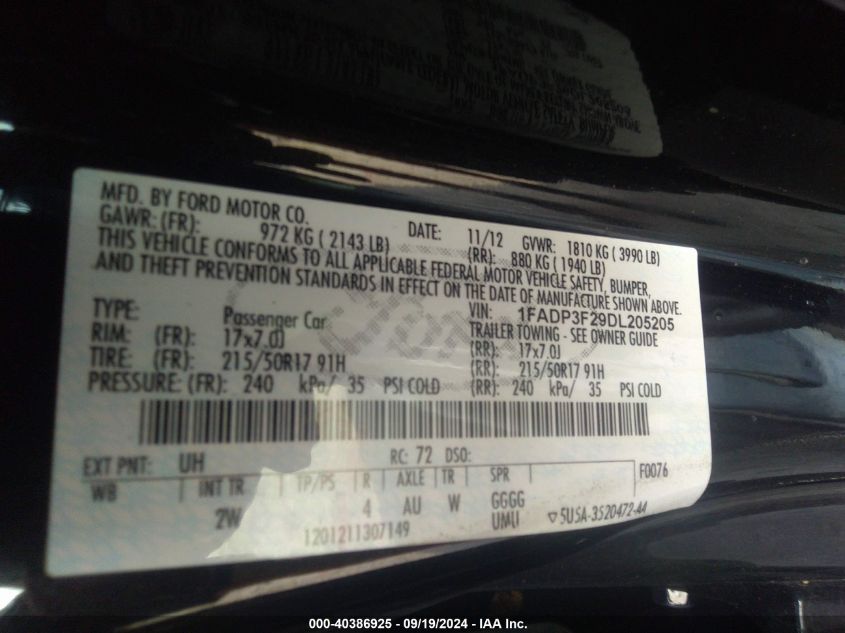 MFD. BY FORD MOTOR CO.
DATE: 11/12 GVWR: 1810 KG ( 3990 LB)
GAWR: (FR): 972 KG ( 2143 LB) (RR): 880 KG ( 1940 LB)
THIS VEHICLE CONFORMS TO ALL APPLICABLE FEDERAL MOTOR VEHICLE SAFETY, BUMPER,
AND THEFT PREVENTION STANDARDS IN EFFECT ON THE DATE OF MANUFACTURE SHOWN ABOVE.
VIN: 1FADP3F29DL205205
TYPE: Passenger Car TRAILER TOWING - SEE OWNER GUIDE
RIM: (FR): 17x7.0J (RR): 17x7.0J
TIRE: (FR): 215/50R17 91H (RR): 215/50R17 91H
PRESSURE: (FR): 240 kPa/ 35 PSI COLD (RR): 240 kPa/ 35 PSI COLD
EXT PNT: UH RC: 72 DSO: F0076
WB INT TR TP/PS R AXLE TR SPR
2W 4 AU W GGGG
UMLI
1201211307149 ▽5U5A-3520472-AA
000-40386925 - 09/19/2024 - IAA Inc.